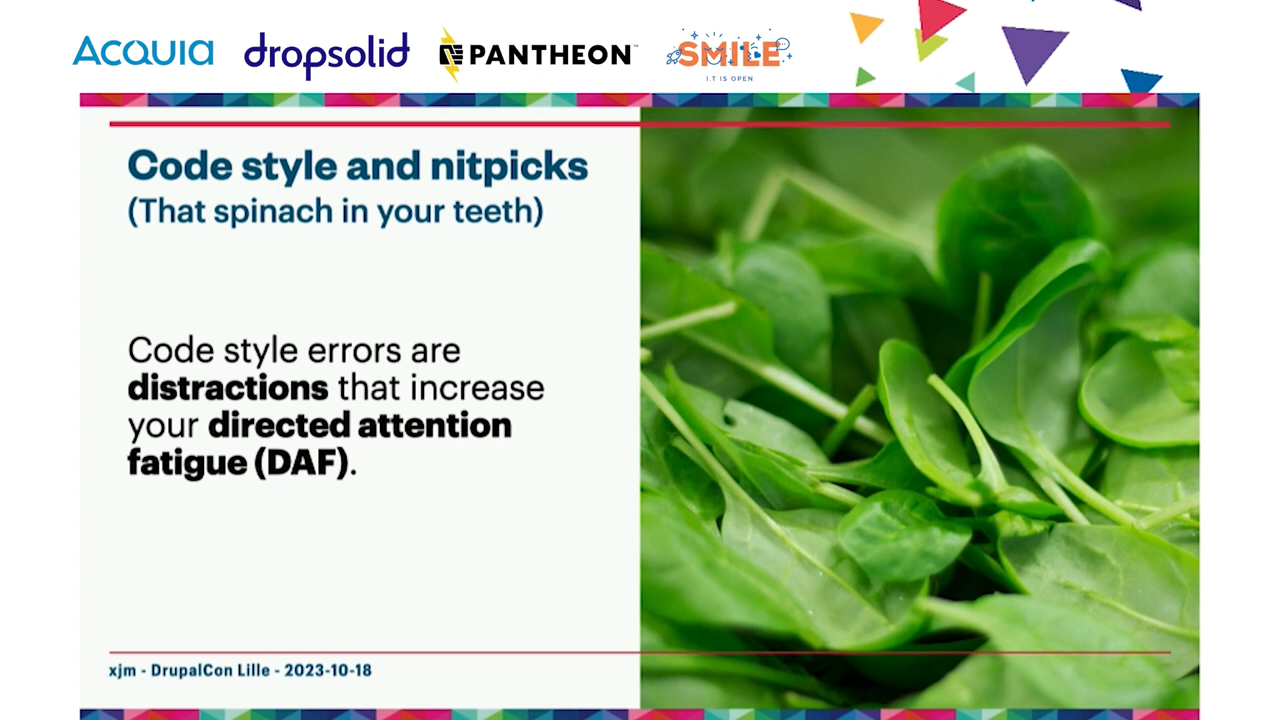 Acquia
dropsolid
PANTHEON
SMILE
I.T IS OPEN
Code style and nitpicks
(That spinach in your teeth)
Code style errors are
distractions that increase
your directed attention
fatigue (DAF).
xjm - DrupalCon Lille - 2023-10-18